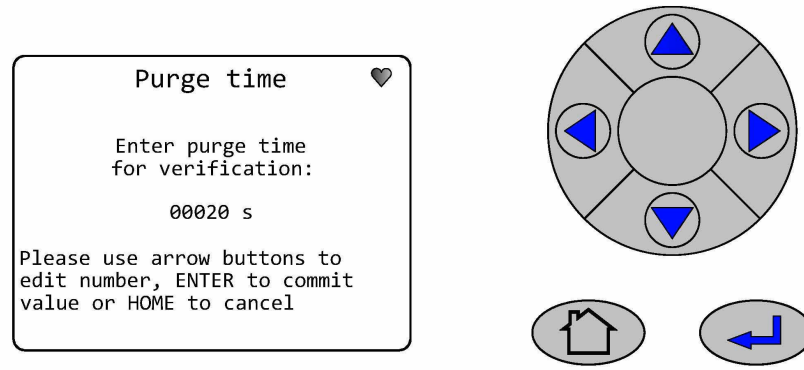 Purge time
Enter purge time
for verification:
00020 s
Please use arrow buttons to
edit number, ENTER to commit
value or HOME to cancel